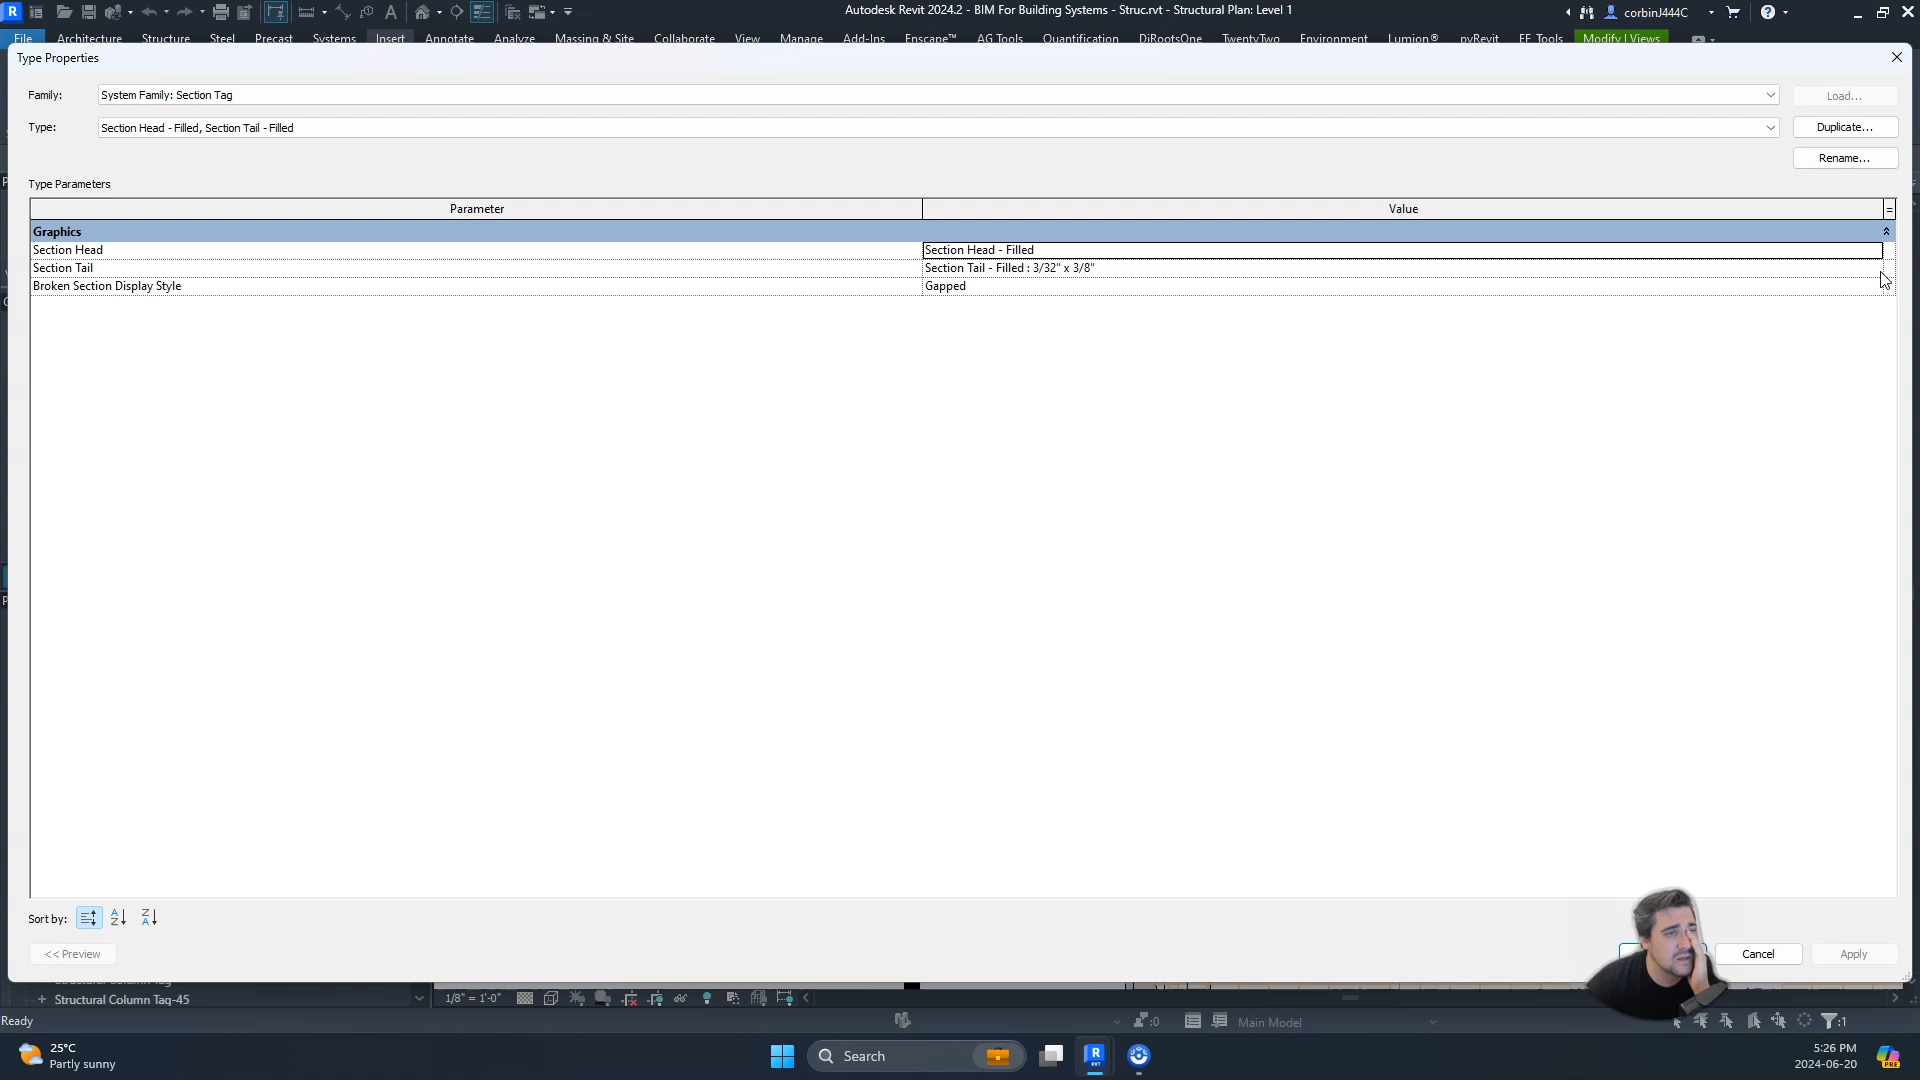 Autodesk Revit 2024.2 - BIM For Building Systems - Struc.rvt - Structural Plan: Level 1
corbinJ444C
File Architecture Structure Steel Precast Systems Insert Annotate Analyze Massing & Site Collaborate View Manage Add-Ins Enscape™ AG Tools Quantification DiRootsOne TwentyTwo Environment Lumion® pyRevit EF Tools Modify | Views
Type Properties
Family: System Family: Section Tag Load...
Type: Section Head - Filled, Section Tail - Filled Duplicate...
Rename...
Type Parameters
Parameter Value =
Graphics
Section Head Section Head - Filled
Section Tail Section Tail - Filled : 3/32" x 3/8"
Broken Section Display Style Gapped
Sort by:
<< Preview Cancel Apply
Structural Column Tag
Structural Column Tag-45 1/8" = 1'-0"
Ready :0 Main Model :1
25°C
Partly sunny
Search
5:26 PM
2024-06-20